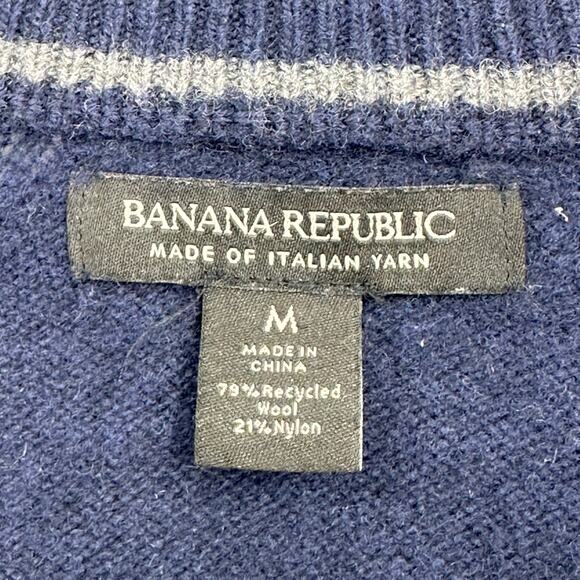 BANANA REPUBLIC
MADE OF ITALIAN YARN
M
MADE IN
CHINA
79% Recycled
Wool
21% Nylon